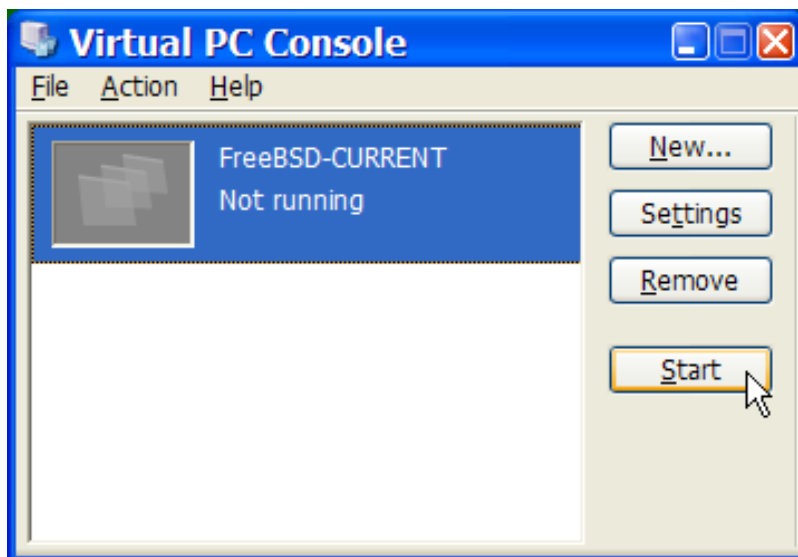 Virtual PC Console
File Action Help
FreeBSD-CURRENT
Not running
New...
Settings
Remove
Start